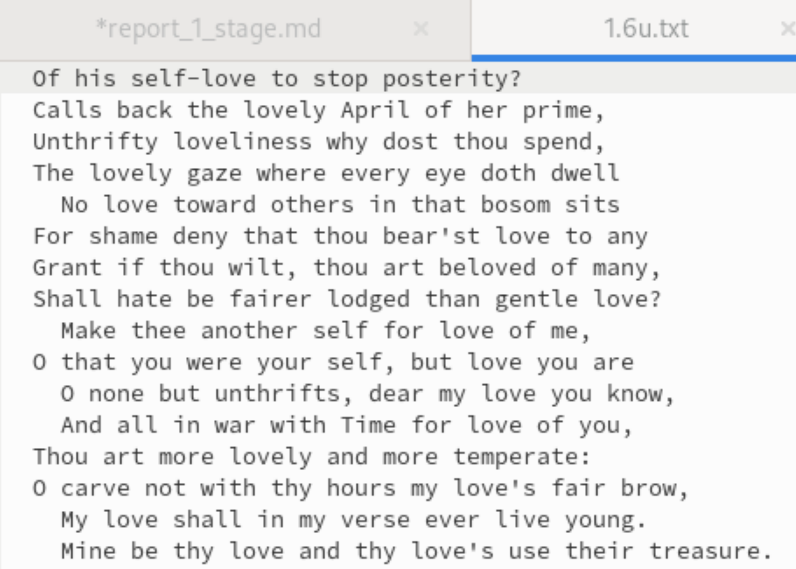 *report_1_stage.md × 1.6u.txt ×
Of his self-love to stop posterity?
Calls back the lovely April of her prime,
Unthrifty loveliness why dost thou spend,
The lovely gaze where every eye doth dwell
  No love toward others in that bosom sits
For shame deny that thou bear'st love to any
Grant if thou wilt, thou art beloved of many,
Shall hate be fairer lodged than gentle love?
  Make thee another self for love of me,
O that you were your self, but love you are
  O none but unthrifts, dear my love you know,
  And all in war with Time for love of you,
Thou art more lovely and more temperate:
O carve not with thy hours my love's fair brow,
  My love shall in my verse ever live young.
  Mine be thy love and thy love's use their treasure.